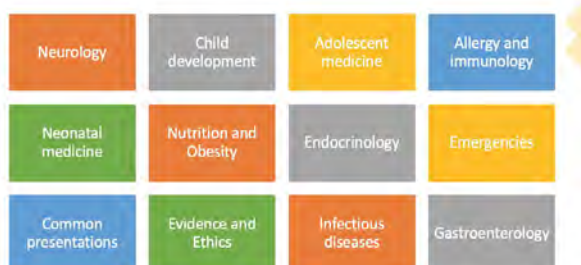 Neurology
Child
development
Adolescent
medicine
Allergy and
immunology
Neonatal
medicine
Nutrition and
Obesity
Endocrinology
Emergencies
Common
presentations
Evidence and
Ethics
Infectious
diseases
Gastroenterology